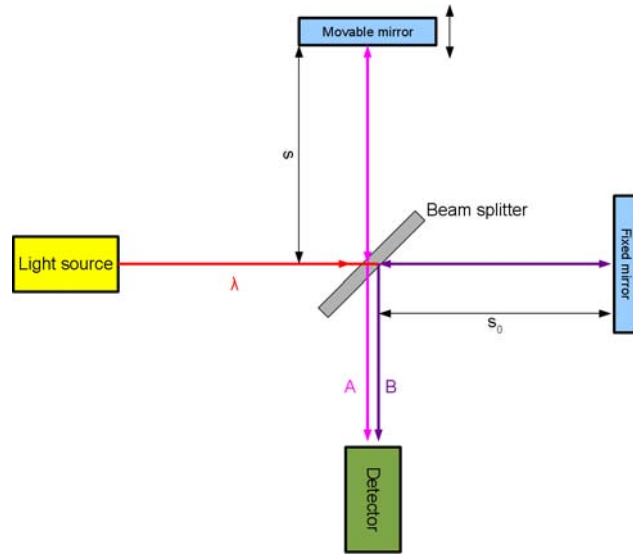 Movable mirror
s
Beam splitter
Light source
λ
Fixed mirror
s₀
A
B
Detector